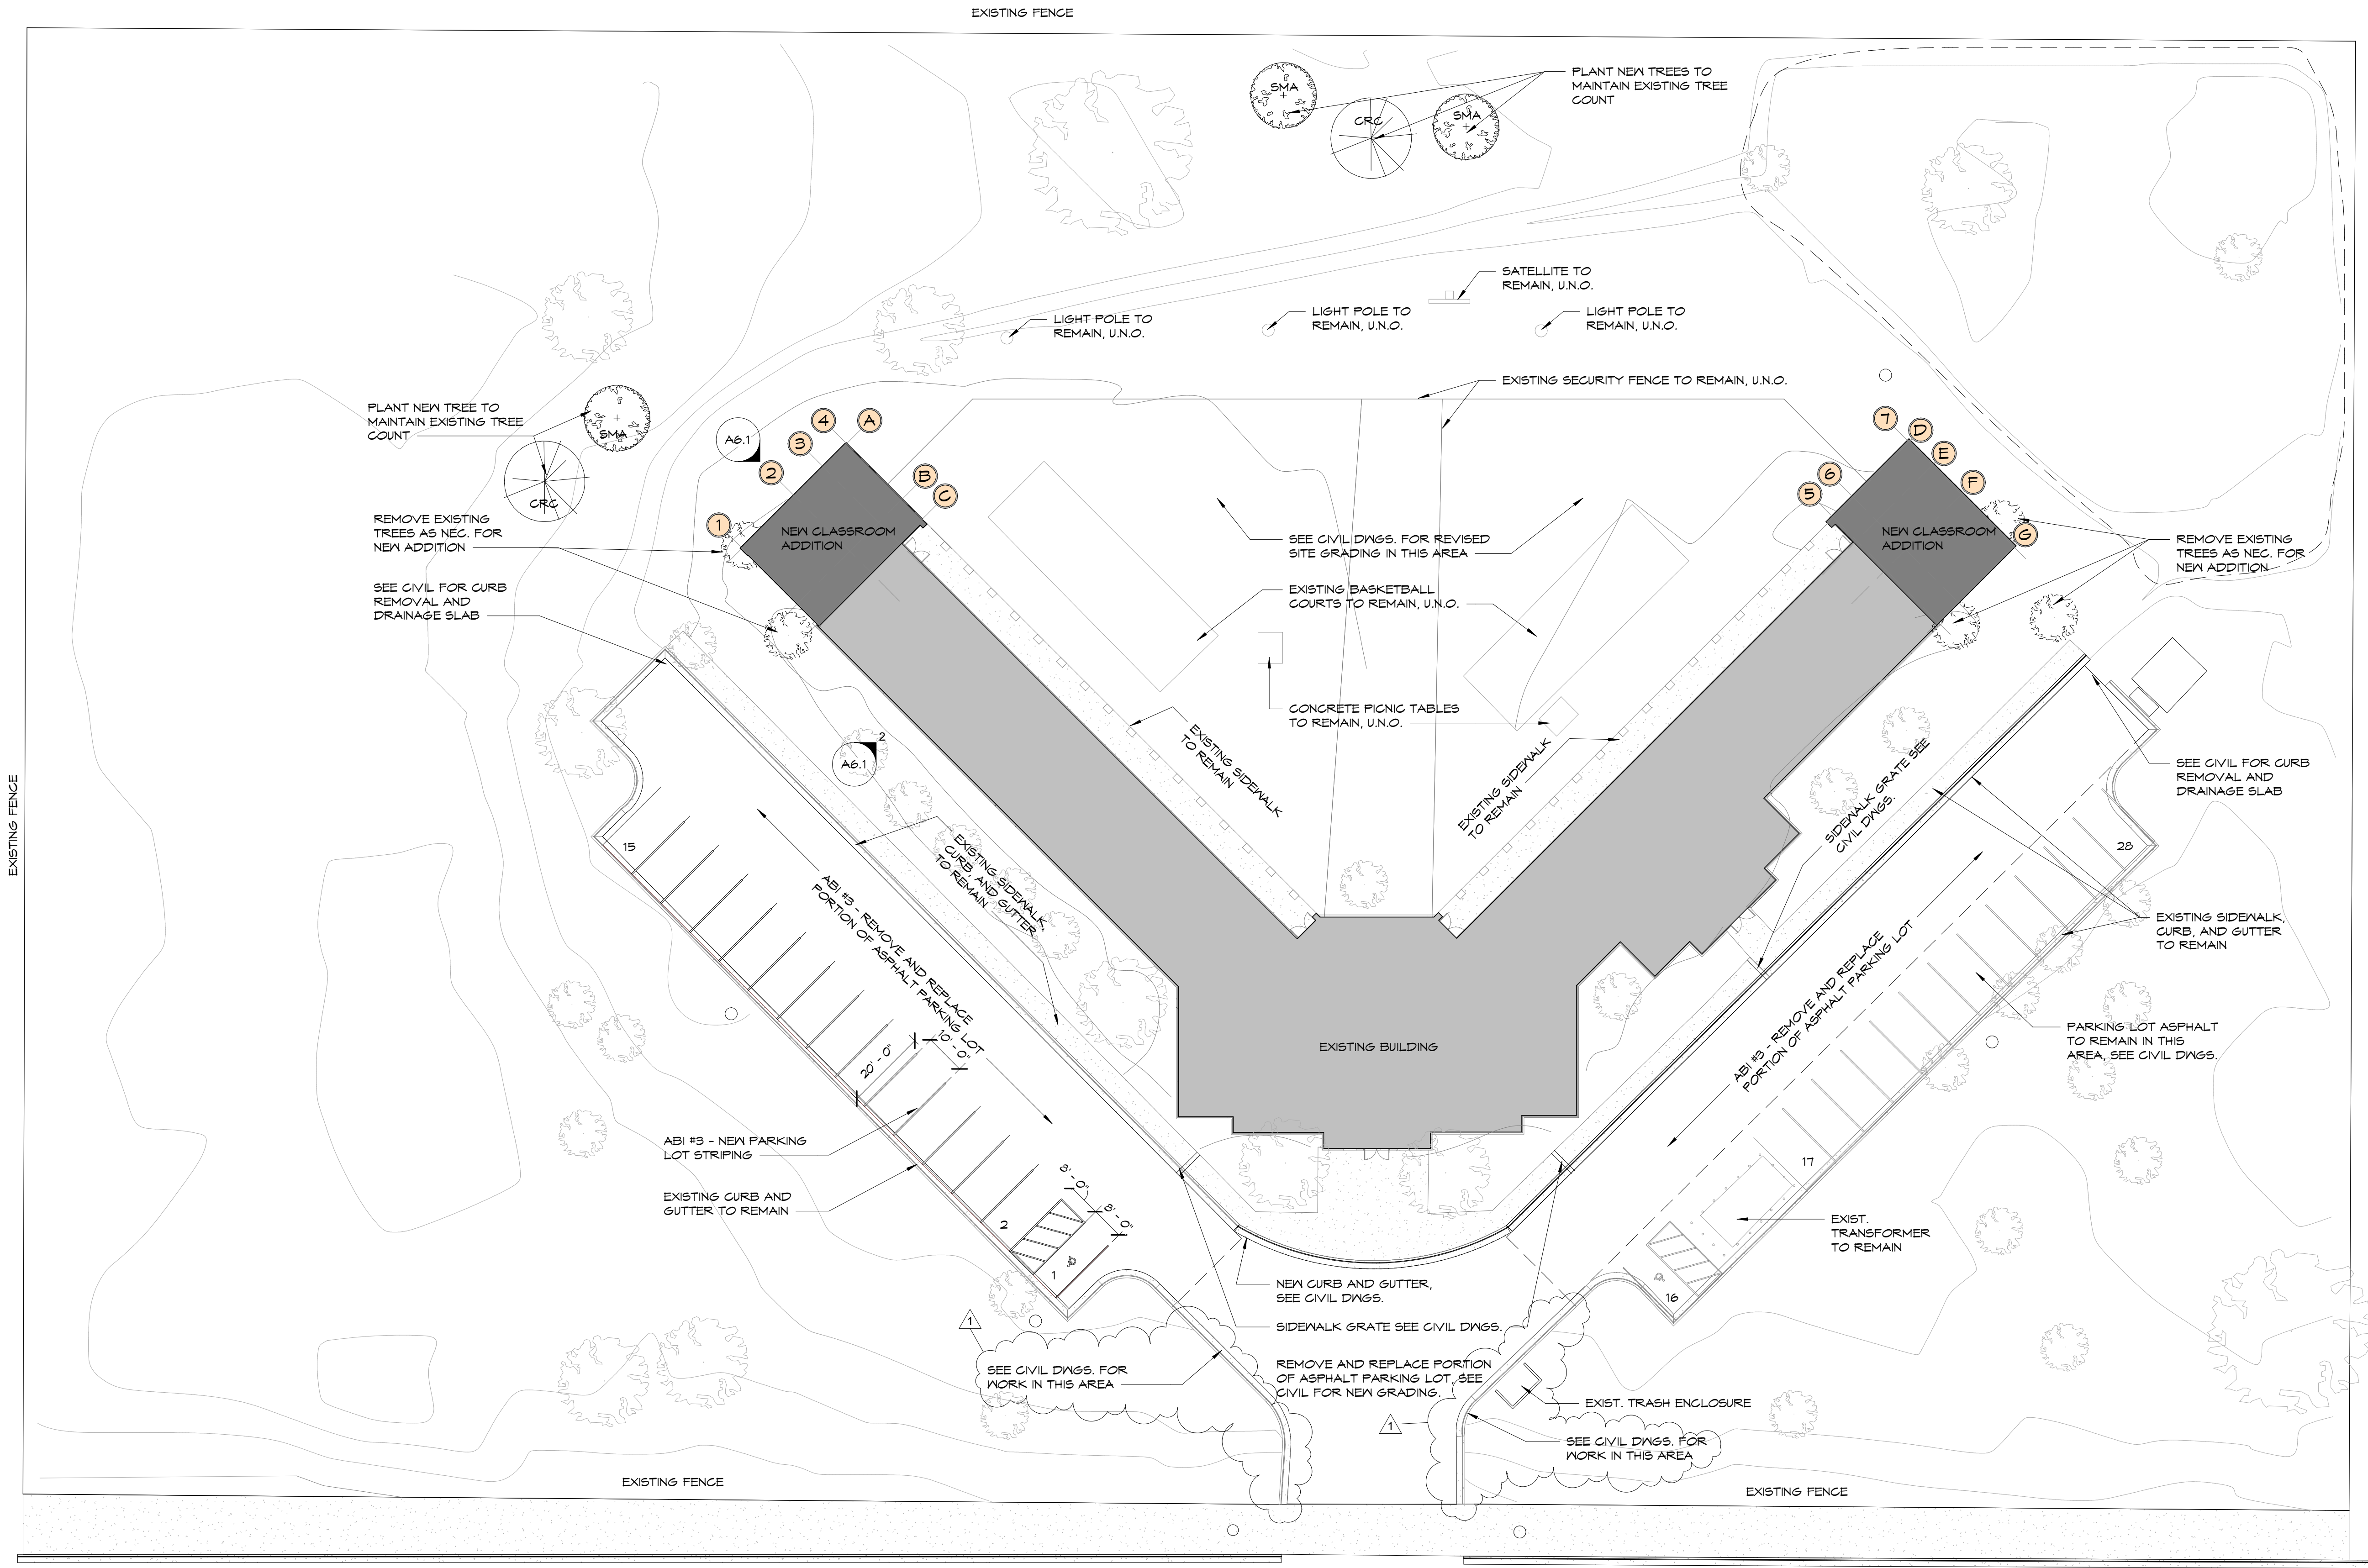 EXISTING FENCE
PLANT NEW TREES TO
MAINTAIN EXISTING TREE
COUNT
SMA
CRC
SMA
SATELLITE TO
REMAIN, U.N.O.
LIGHT POLE TO
REMAIN, U.N.O.
LIGHT POLE TO
REMAIN, U.N.O.
LIGHT POLE TO
REMAIN, U.N.O.
EXISTING SECURITY FENCE TO REMAIN, U.N.O.
PLANT NEW TREE TO
MAINTAIN EXISTING TREE
COUNT
SMA
CRC
A6.1
1
2
3
4
A
B
C
5
6
7
D
E
F
G
NEW CLASSROOM
ADDITION
NEW CLASSROOM
ADDITION
REMOVE EXISTING
TREES AS NEC. FOR
NEW ADDITION
SEE CIVIL FOR CURB
REMOVAL AND
DRAINAGE SLAB
SEE CIVIL DWGS. FOR REVISED
SITE GRADING IN THIS AREA
EXISTING BASKETBALL
COURTS TO REMAIN, U.N.O.
CONCRETE PICNIC TABLES
TO REMAIN, U.N.O.
REMOVE EXISTING
TREES AS NEC. FOR
NEW ADDITION
EXISTING SIDEWALK
TO REMAIN
EXISTING SIDEWALK
TO REMAIN
2
A6.1
SIDEWALK GRATE SEE
CIVIL DWGS.
SEE CIVIL FOR CURB
REMOVAL AND
DRAINAGE SLAB
EXISTING FENCE
15
28
EXISTING SIDEWALK,
CURB, AND GUTTER
TO REMAIN
ABI #3 - REMOVE AND REPLACE
PORTION OF ASPHALT PARKING LOT
EXISTING SIDEWALK,
CURB, AND GUTTER
TO REMAIN
ABI #3 - REMOVE AND REPLACE
PORTION OF ASPHALT PARKING LOT
PARKING LOT ASPHALT
TO REMAIN IN THIS
AREA, SEE CIVIL DWGS.
EXISTING BUILDING
20' - 0"
10' - 0"
ABI #3 - NEW PARKING
LOT STRIPING
EXISTING CURB AND
GUTTER TO REMAIN
8' - 0"
8' - 0"
2
1
17
16
EXIST.
TRANSFORMER
TO REMAIN
NEW CURB AND GUTTER,
SEE CIVIL DWGS.
SIDEWALK GRATE SEE CIVIL DWGS.
1
SEE CIVIL DWGS. FOR
WORK IN THIS AREA
REMOVE AND REPLACE PORTION
OF ASPHALT PARKING LOT, SEE
CIVIL FOR NEW GRADING.
1
EXIST. TRASH ENCLOSURE
SEE CIVIL DWGS. FOR
WORK IN THIS AREA
EXISTING FENCE
EXISTING FENCE